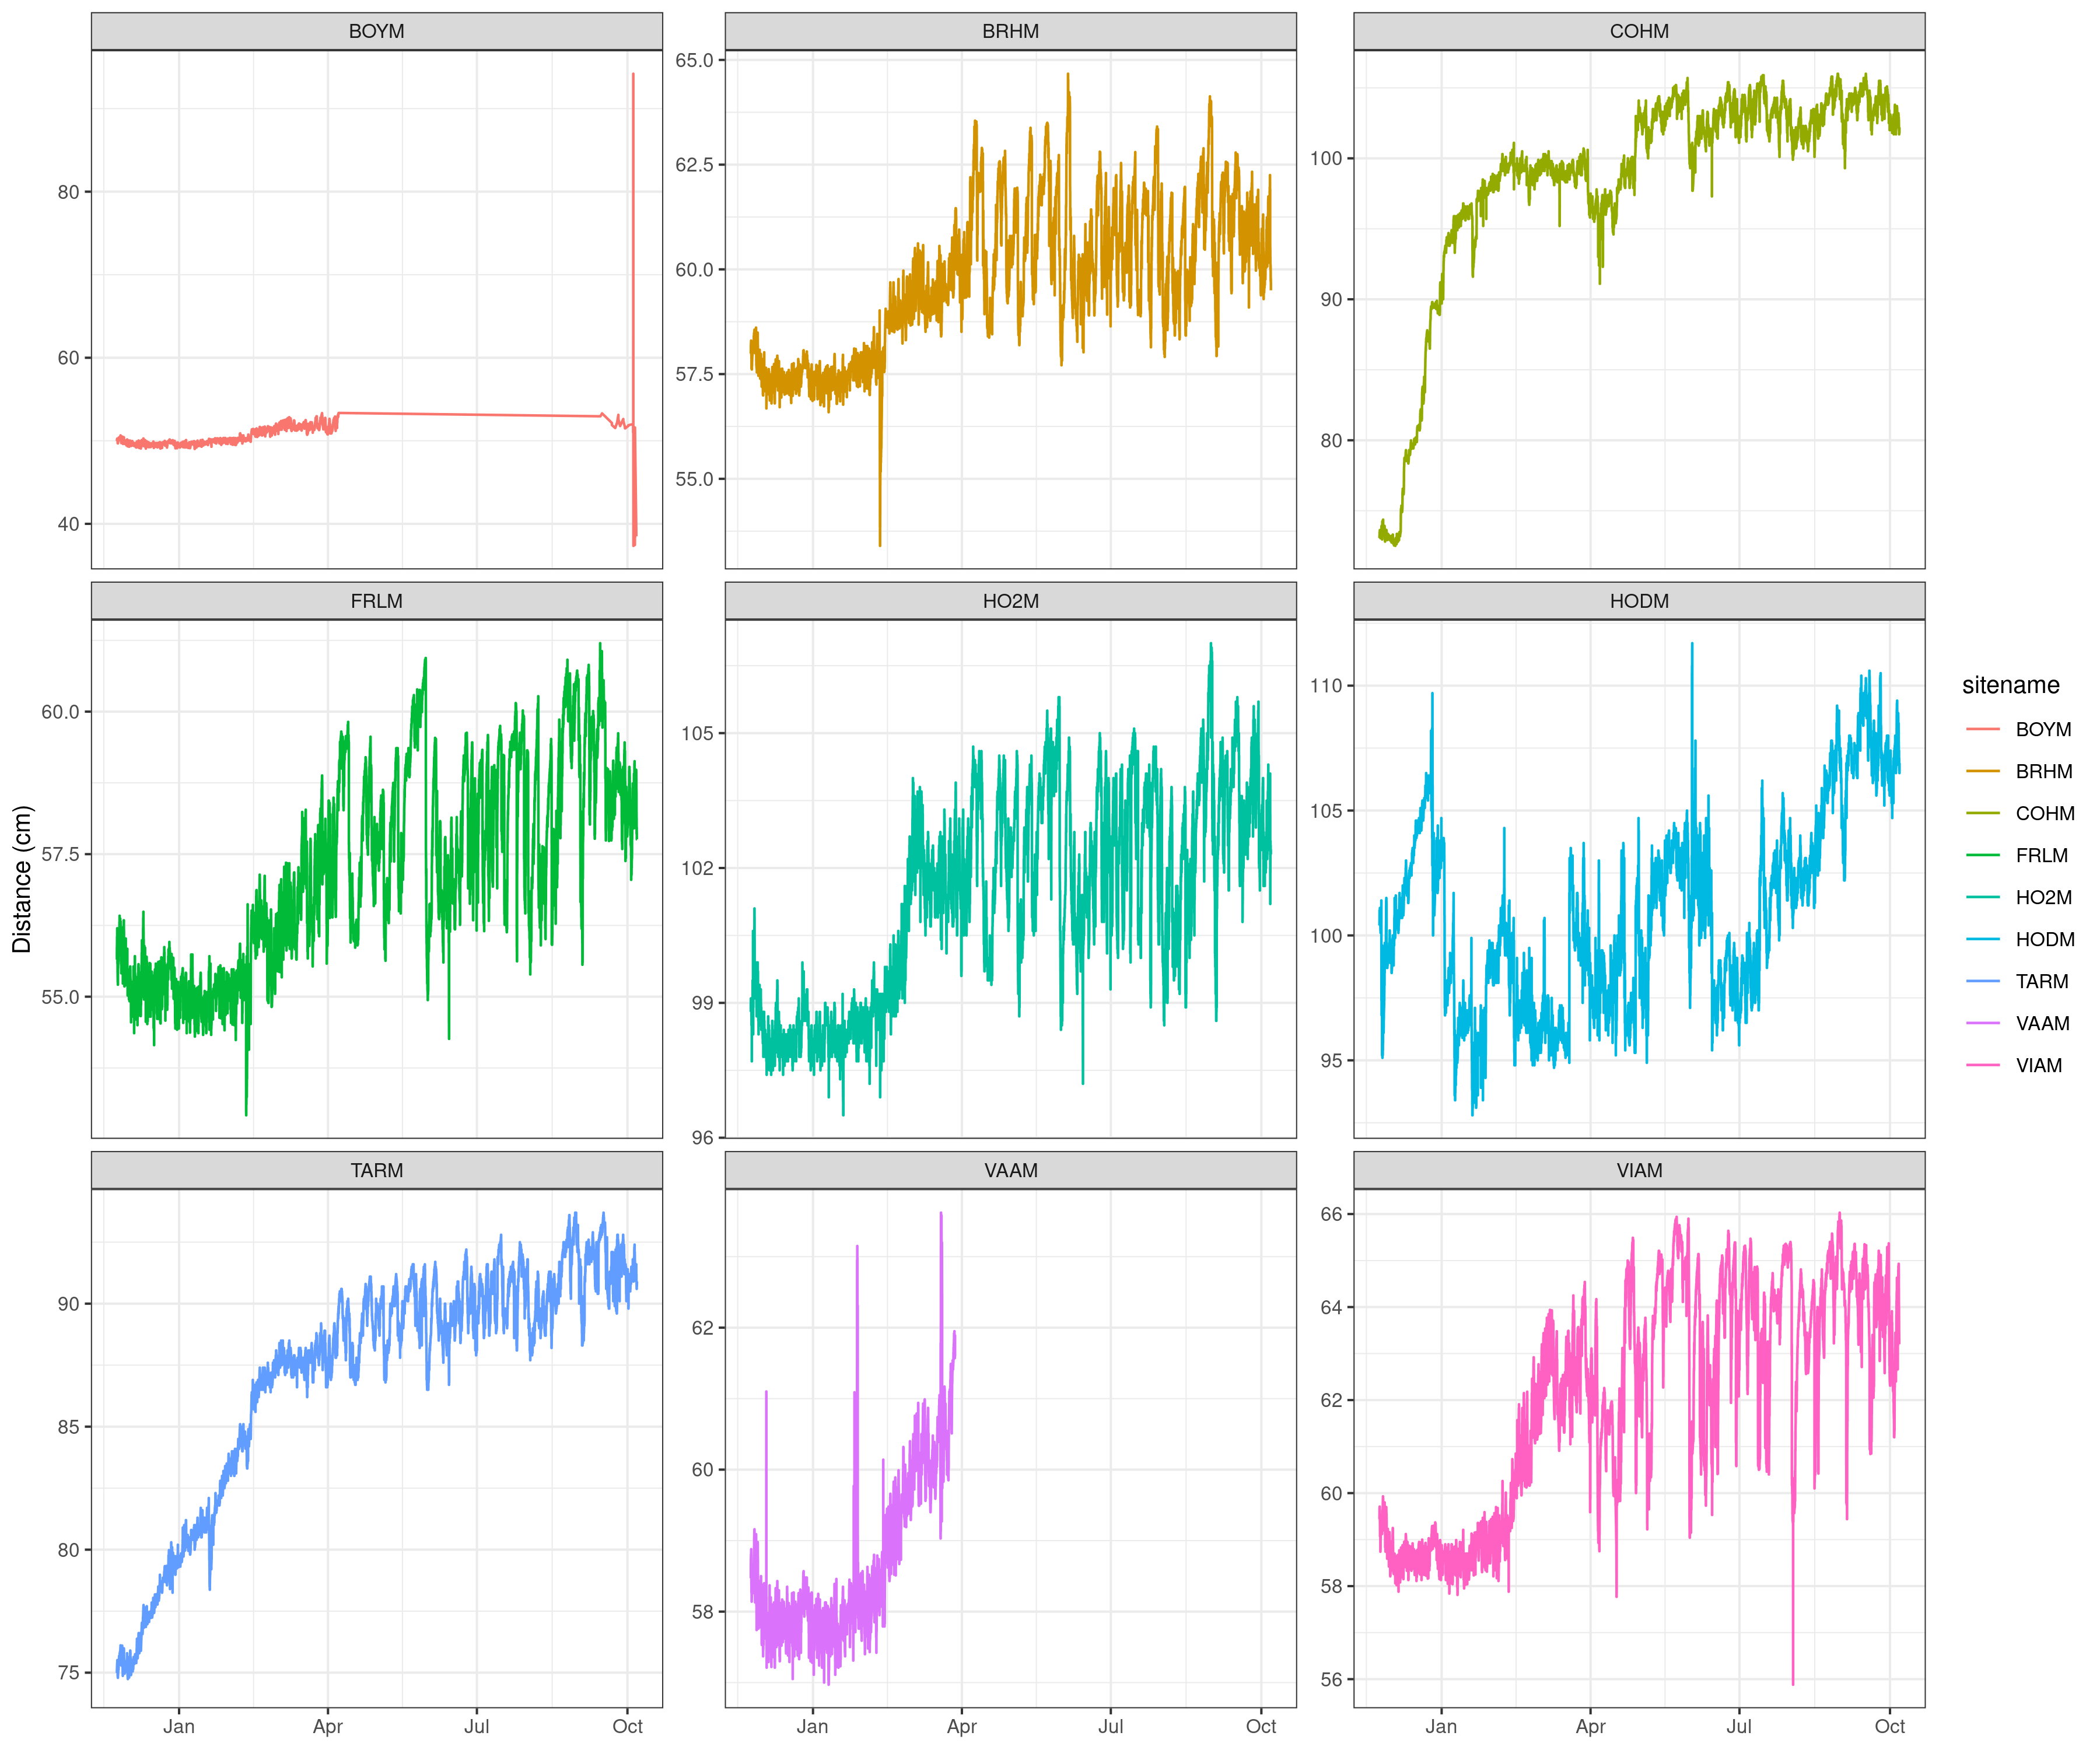 BOYM
BRHM
COHM
80
60
40
65.0
62.5
60.0
57.5
55.0
100
90
80
FRLM
HO2M
HODM
60.0
57.5
55.0
105
102
99
96
110
105
100
95
TARM
VAAM
VIAM
90
85
80
75
62
60
58
66
64
62
60
58
56
Jan Apr Jul Oct
Jan Apr Jul Oct
Jan Apr Jul Oct
Distance (cm)
sitename
BOYM
BRHM
COHM
FRLM
HO2M
HODM
TARM
VAAM
VIAM